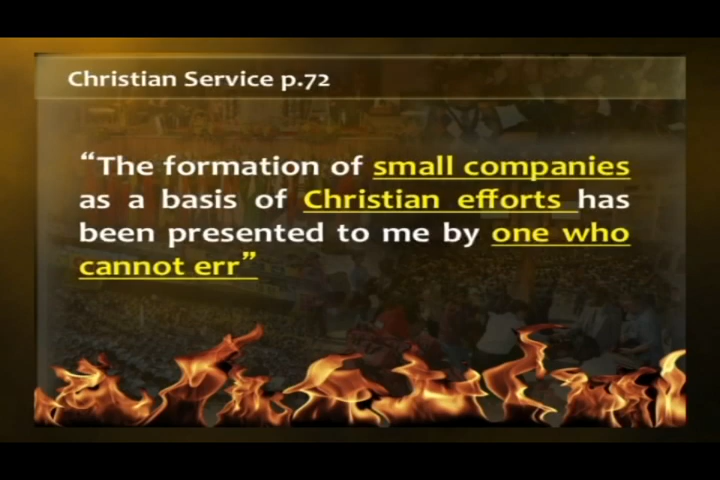 Christian Service p.72
“The formation of small companies
as a basis of Christian efforts has
been presented to me by one who
cannot err”